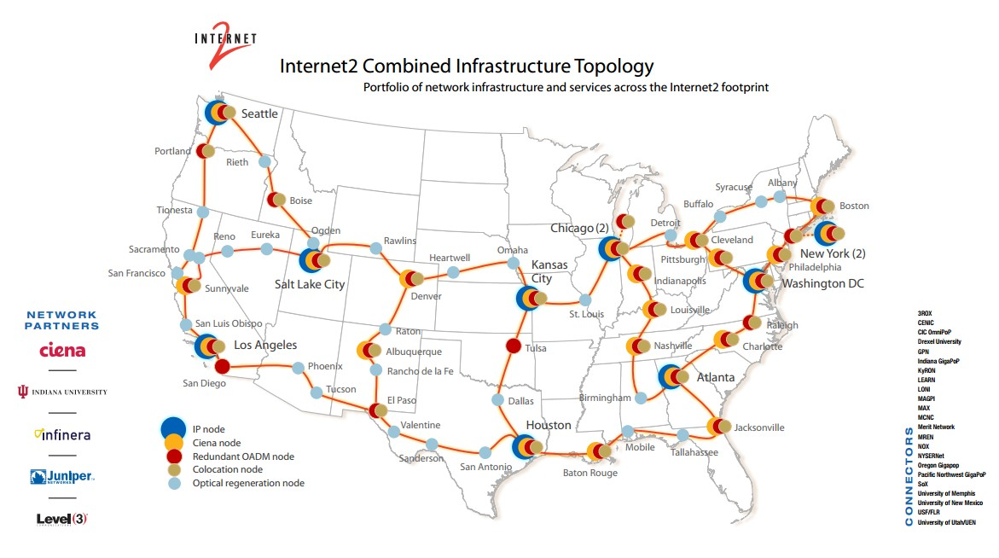 INTERNET
2
Internet2 Combined Infrastructure Topology
Portfolio of network infrastructure and services across the Internet2 footprint
Seattle
Portland
Rieth
Boise
Tionesta
Reno
Eureka
Ogden
Sacramento
San Francisco
Sunnyvale
Salt Lake City
Rawlins
Heartwell
Omaha
Kansas
City
Denver
San Luis Obispo
Los Angeles
San Diego
Phoenix
Tucson
Raton
Albuquerque
Rancho de la Fe
El Paso
Valentine
Sanderson
San Antonio
Houston
Dallas
Tulsa
St. Louis
Chicago (2)
Detroit
Buffalo
Syracuse
Albany
Boston
Cleveland
Pittsburgh
New York (2)
Philadelphia
Washington DC
Indianapolis
Louisville
Nashville
Raleigh
Charlotte
Atlanta
Birmingham
Jacksonville
Mobile
Tallahassee
Baton Rouge
IP node
Ciena node
Redundant OADM node
Colocation node
Optical regeneration node
NETWORK
PARTNERS
ciena
INDIANA UNIVERSITY
infinera
Juniper
NETWORKS
Level(3)
CONNECTORS
3ROX
CENIC
CIC OmniPoP
Drexel University
GPN
Indiana GigaPoP
KyRON
LEARN
LONI
MAGPI
MAX
MCNC
Merit Network
MREN
NOX
NYSERNet
Oregon Gigapop
Pacific Northwest GigaPoP
SoX
University of Memphis
University of New Mexico
USF/FLR
University of Utah/UEN